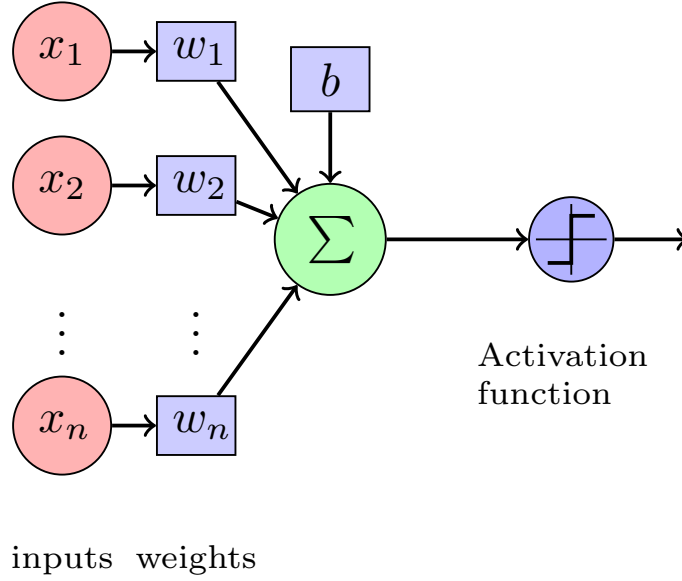 x₁ w₁ b
x₂ w₂
Σ
⋮ ⋮
Activation
function
xₙ wₙ
inputs weights